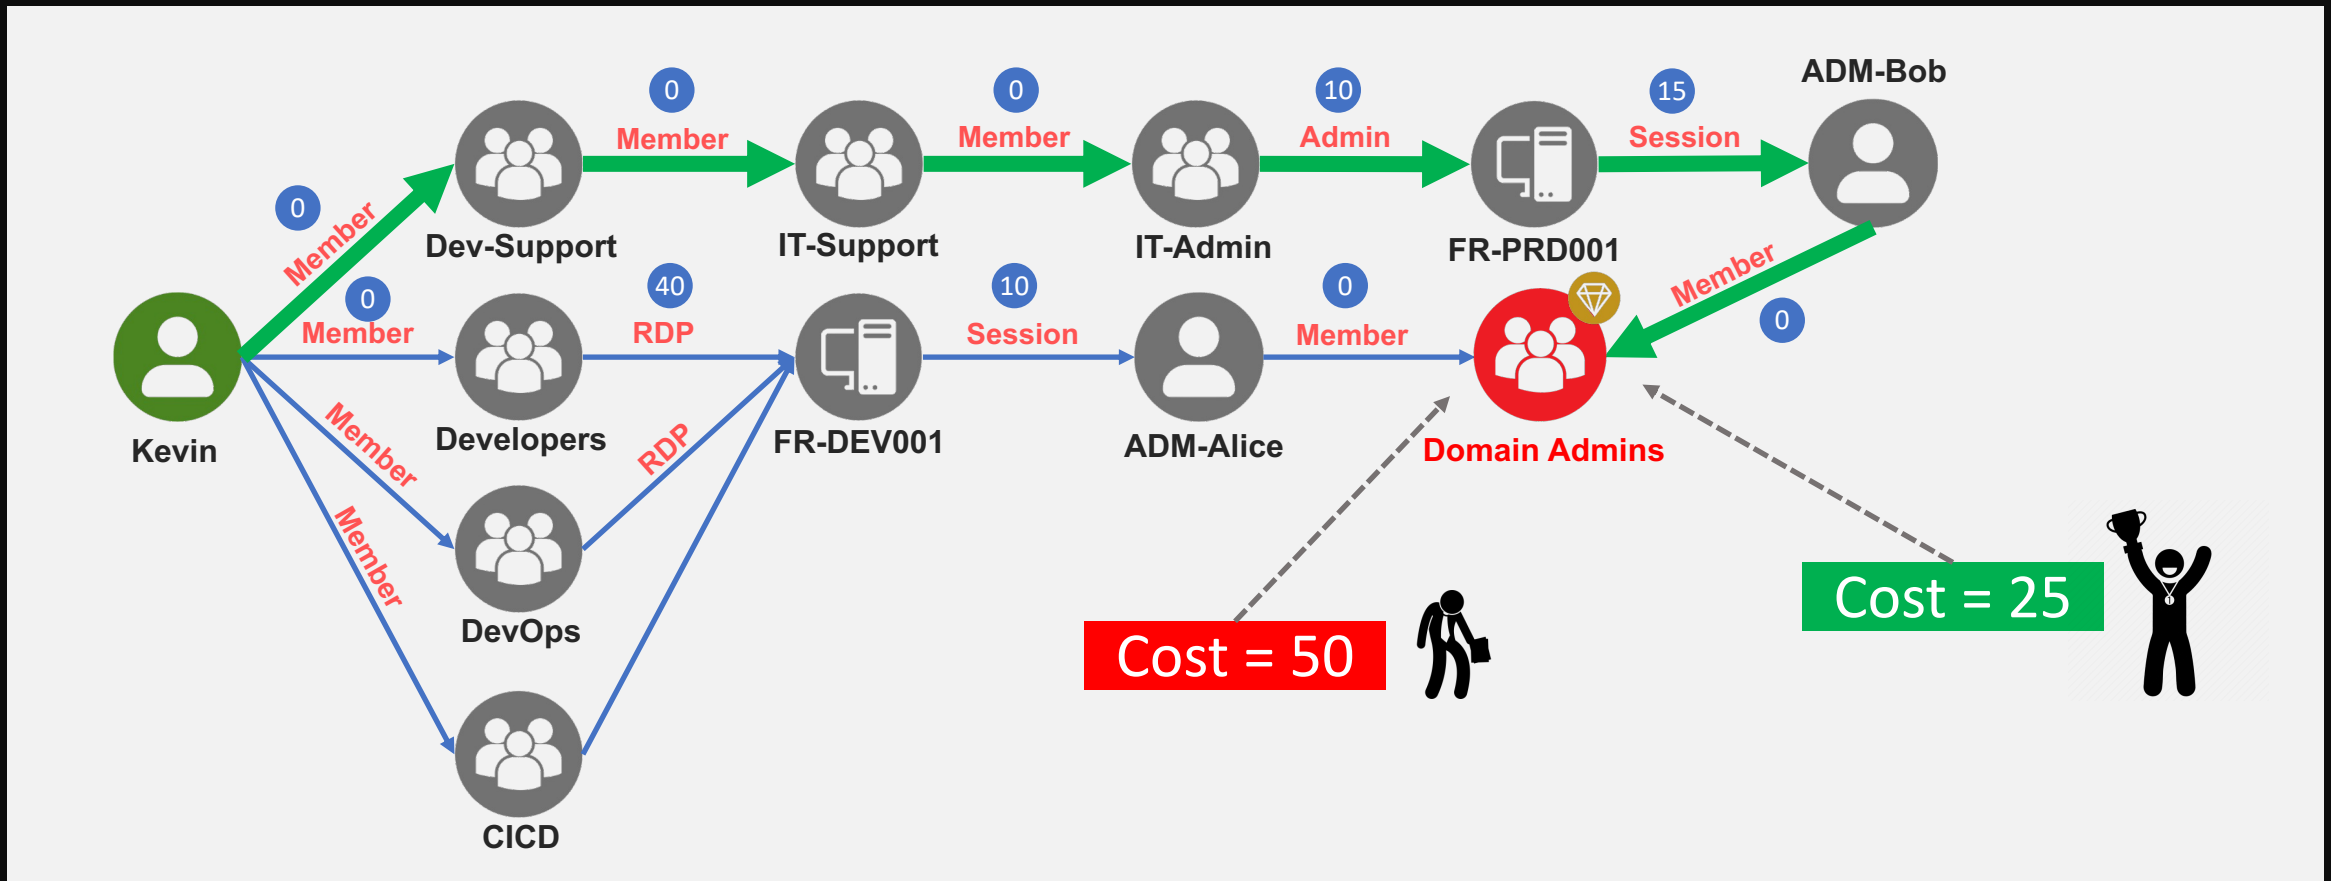 ADM-Bob
0
0
10
15
Member
Member
Admin
Session
0
Member
Dev-Support
IT-Support
IT-Admin
FR-PRD001
Member
0
0
40
10
0
Member
RDP
Session
Member
Kevin
Developers
FR-DEV001
ADM-Alice
Domain Admins
Member
RDP
Member
DevOps
CICD
Cost = 50
Cost = 25
1